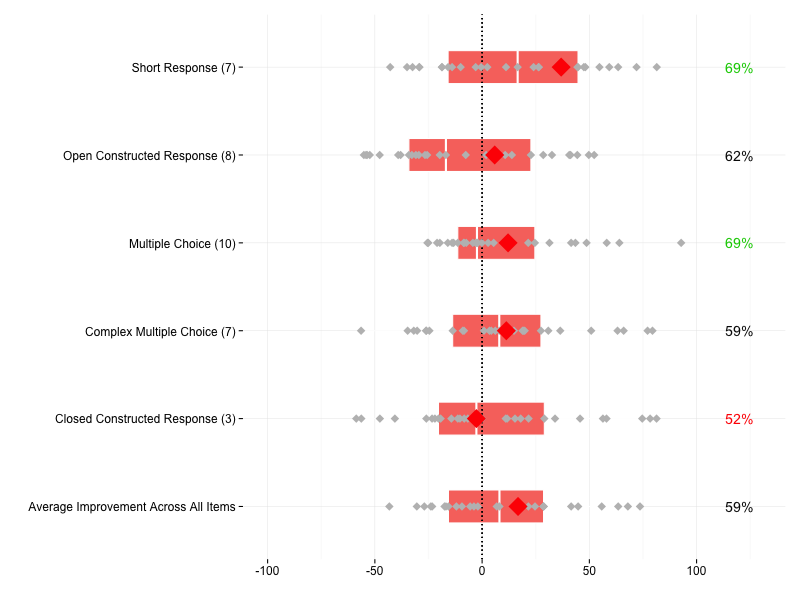 Short Response (7) 69%
Open Constructed Response (8) 62%
Multiple Choice (10) 69%
Complex Multiple Choice (7) 59%
Closed Constructed Response (3) 52%
Average Improvement Across All Items 59%
-100 -50 0 50 100